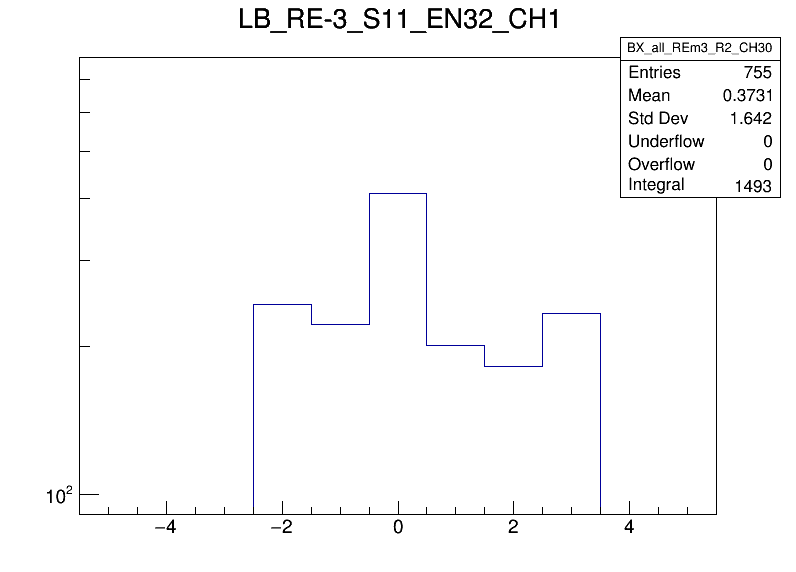 LB_RE-3_S11_EN32_CH1
BX_all_REm3_R2_CH30
Entries 755
Mean 0.3731
Std Dev 1.642
Underflow 0
Overflow 0
Integral 1493
10²
−4 −2 0 2 4